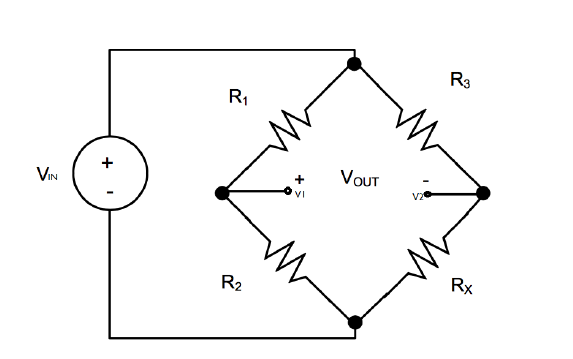 R3
R1
VIN
+
-
+
V1
VOUT
-
V2
R2
RX